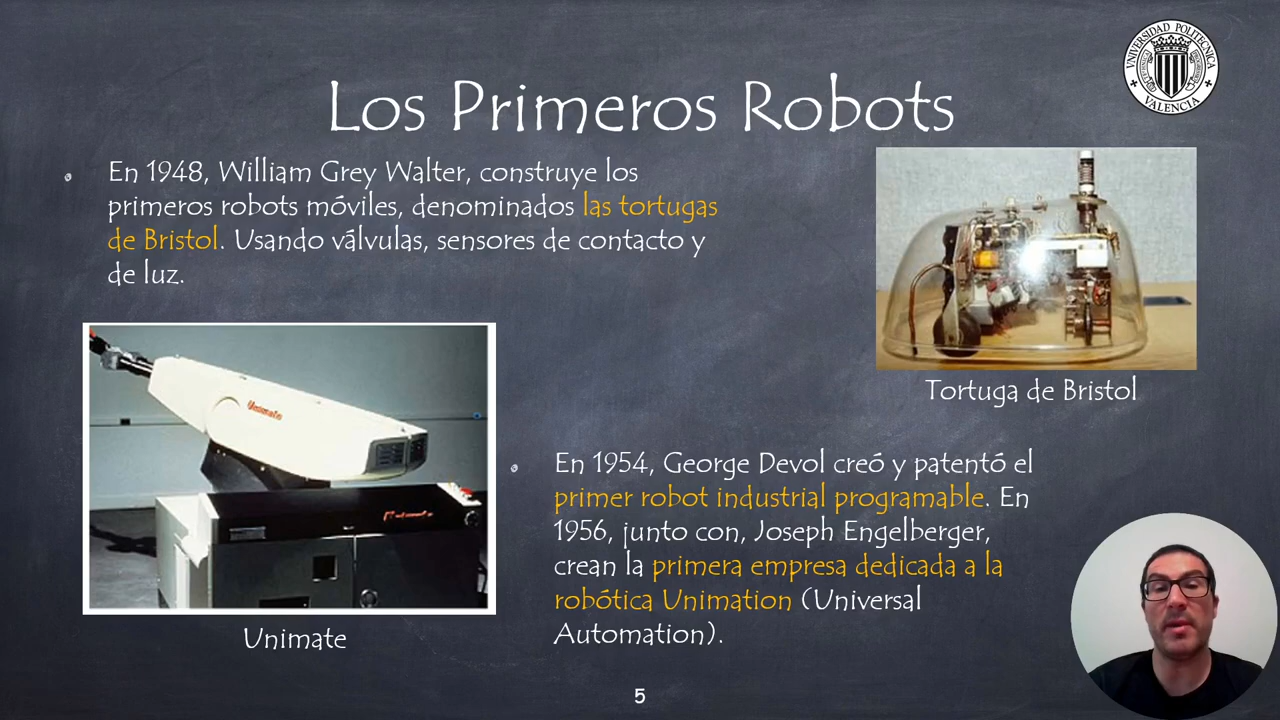 UNIVERSIDAD POLITECNICA
VALENCIA
Los Primeros Robots
En 1948, William Grey Walter, construye los
primeros robots móviles, denominados las tortugas
de Bristol. Usando válvulas, sensores de contacto y
de luz.
Tortuga de Bristol
Unimate
En 1954, George Devol creó y patentó el
primer robot industrial programable. En
1956, junto con, Joseph Engelberger,
crean la primera empresa dedicada a la
robótica Unimation (Universal
Automation).
Unimate
5